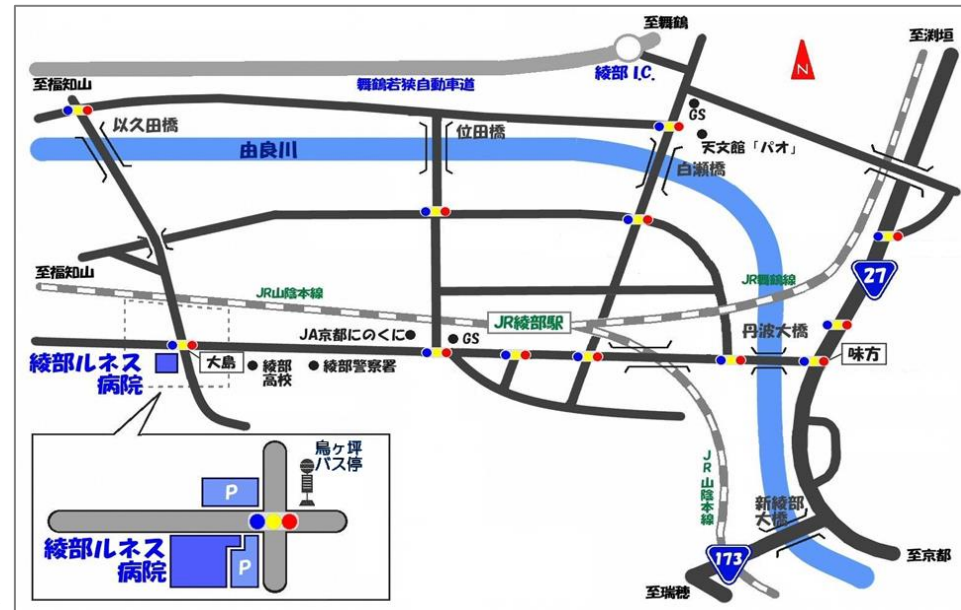 至舞鶴
至渕垣
N
綾部 I.C.
至福知山
舞鶴若狭自動車道
GS
以久田橋
位田橋
天文館「パオ」
由良川
白瀬橋
至福知山
27
JR山陰本線
JR舞鶴線
JR綾部駅
JA京都にのくに
GS
丹波大橋
味方
大島
綾部ルネス
病院
綾部
高校
綾部警察署
烏ヶ坪
バス停
P
JR山陰本線
新綾部
大橋
綾部ルネス
病院
P
173
至京都
至瑞穂